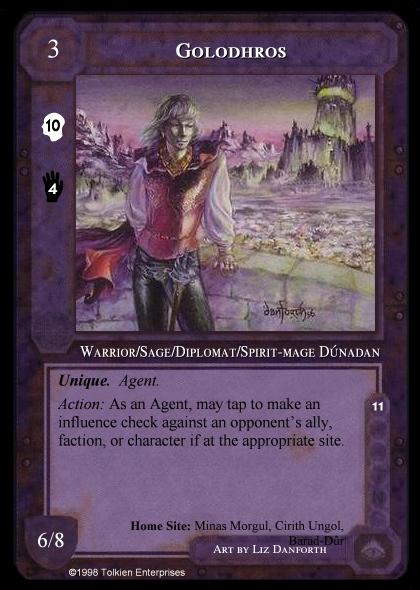 3
GOLODHROS
10
4
danforth 96
WARRIOR/SAGE/DIPLOMAT/SPIRIT-MAGE DÚNADAN
Unique. Agent.
Action: As an Agent, may tap to make an
influence check against an opponent's ally,
faction, or character if at the appropriate site.
11
Home Site: Minas Morgul, Cirith Ungol,
Barad-Dûr
6/8
ART BY LIZ DANFORTH
©1998 Tolkien Enterprises